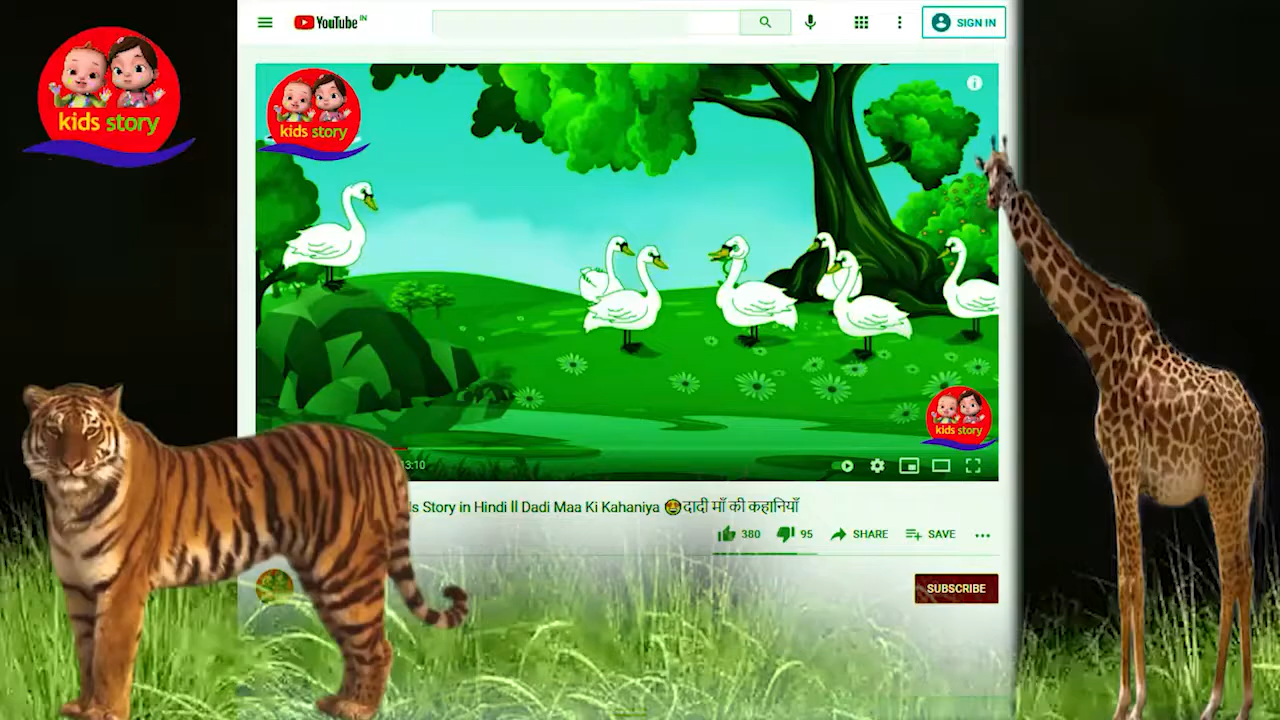 kids story
YouTube IN
SIGN IN
kids story
kids story
13:10
ls Story in Hindi ll Dadi Maa Ki Kahaniya 🤩दादी माँ की कहानियाँ
380
95
SHARE
SAVE
SUBSCRIBE